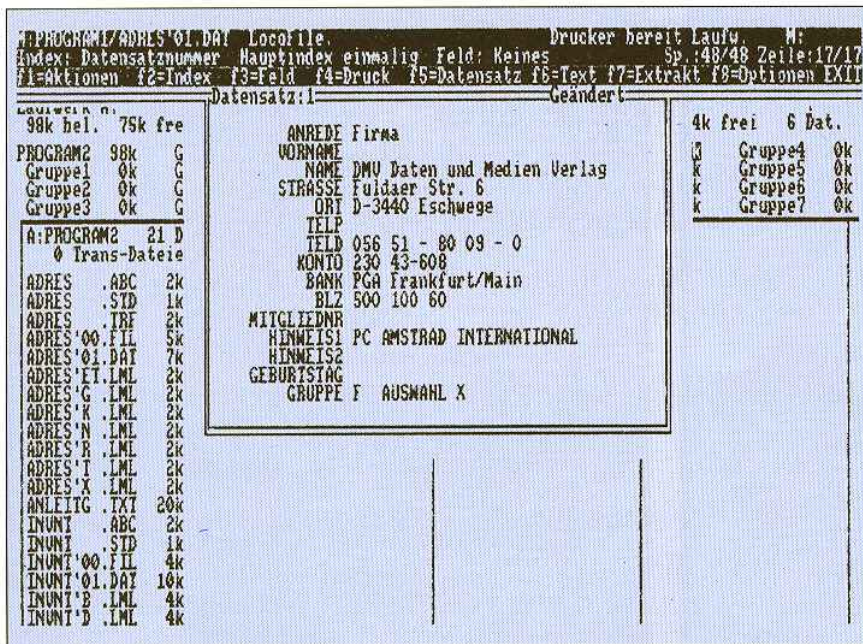 M:PROGRAM1/ADRES'01.DAT Locofile. Drucker bereit Laufw. M:
Index: Datensatznummer Hauptindex einmalig Feld: Keines Sp.:48/48 Zeile:17/17
f1=Aktionen f2=Index f3=Feld f4=Druck f5=Datensatz f6=Text f7=Extrakt f8=Optionen EXIT
Datensatz:1 Geändert
98k bel. 75k fre
4k frei 6 Dat.
PROGRAM2 98k G
Gruppe1 0k G
Gruppe2 0k G
Gruppe3 0k G
Gruppe4 0k
k Gruppe5 0k
k Gruppe6 0k
k Gruppe7 0k
ANREDE Firma
VORNAME
NAME DMV Daten und Medien Verlag
STRASSE Fuldaer Str. 6
ORT D-3440 Eschwege
TELP
TELD 056 51 - 80 09 - 0
KONTO 230 43-608
BANK PGA Frankfurt/Main
BLZ 500 100 60
MITGLIEDNR
HINWEIS1 PC AMSTRAD INTERNATIONAL
HINWEIS2
GEBURTSTAG
GRUPPE F AUSWAHL X
A:PROGRAM2 21 D
0 Trans-Dateie
ADRES .ABC 2k
ADRES .STD 1k
ADRES .TRF 2k
ADRES'00.FIL 5k
ADRES'01.DAT 7k
ADRES'ET.LML 2k
ADRES'G .LML 2k
ADRES'K .LML 2k
ADRES'N .LML 2k
ADRES'R .LML 2k
ADRES'T .LML 2k
ADRES'X .LML 2k
ANLEITG .TXT 20k
INVNT .ABC 2k
INVNT .STD 1k
INVNT'00.FIL 4k
INVNT'01.DAT 10k
INVNT'B .LML 4k
INVNT'D .LML 4k